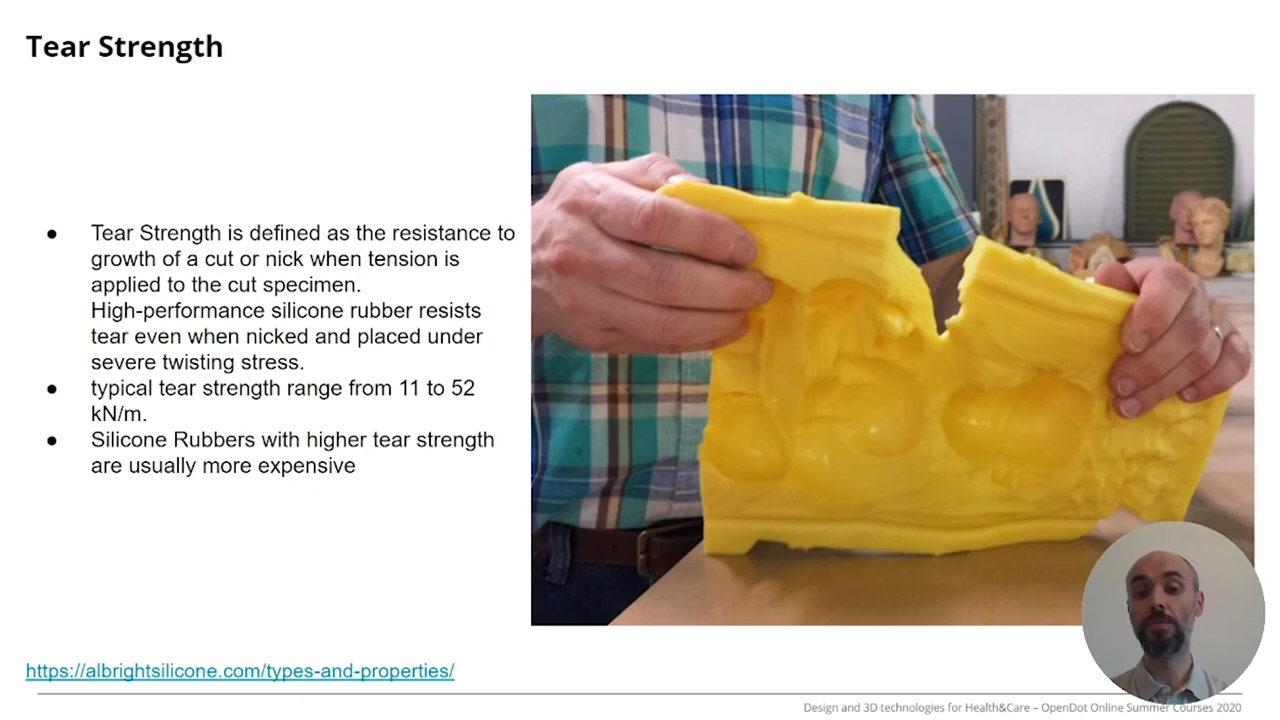 Tear Strength
● Tear Strength is defined as the resistance to
growth of a cut or nick when tension is
applied to the cut specimen.
High-performance silicone rubber resists
tear even when nicked and placed under
severe twisting stress.
● typical tear strength range from 11 to 52
kN/m.
● Silicone Rubbers with higher tear strength
are usually more expensive
https://albrightsilicone.com/types-and-properties/
Design and 3D technologies for Health&Care – OpenDot Online Summer Courses 2020